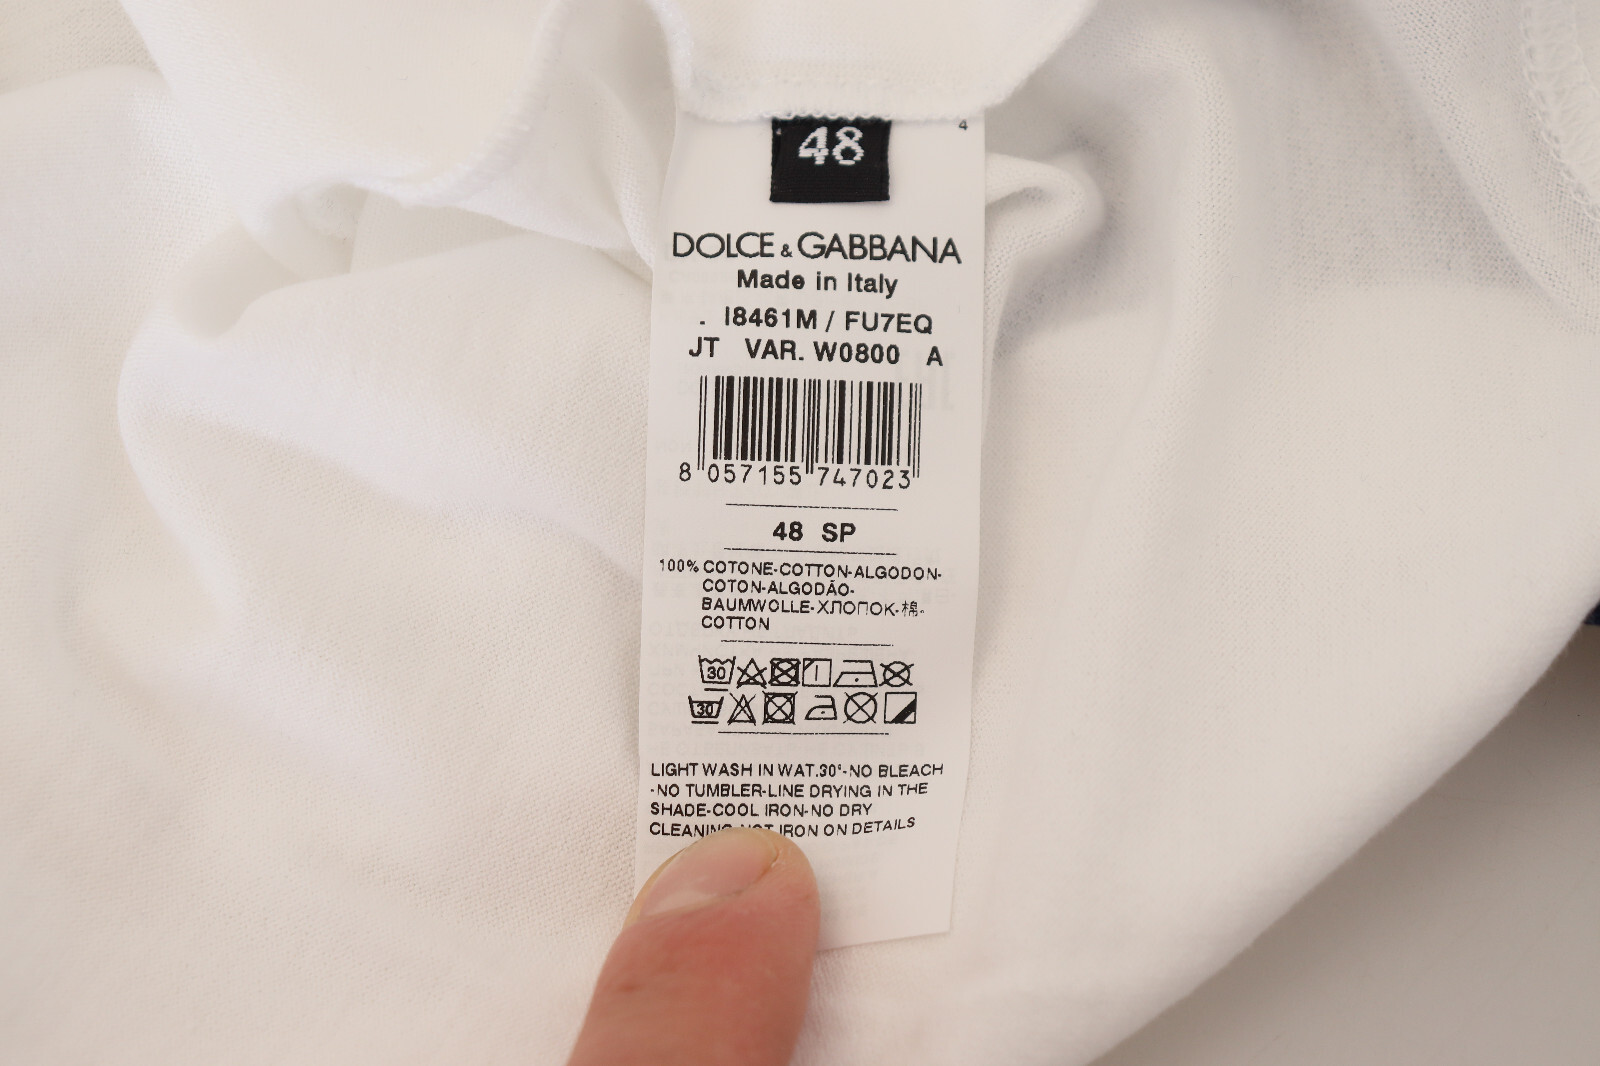 4
48
DOLCE & GABBANA
Made in Italy
. I8461M / FU7EQ
JT VAR. W0800 A
8 057155 747023
48 SP
100% COTONE-COTTON-ALGODON-
COTON-ALGODÃO-
BAUMWOLLE-ХЛОПОК-棉-
COTTON
30
30
LIGHT WASH IN WAT.30°-NO BLEACH
-NO TUMBLER-LINE DRYING IN THE
SHADE-COOL IRON-NO DRY
CLEANING-NOT IRON ON DETAILS